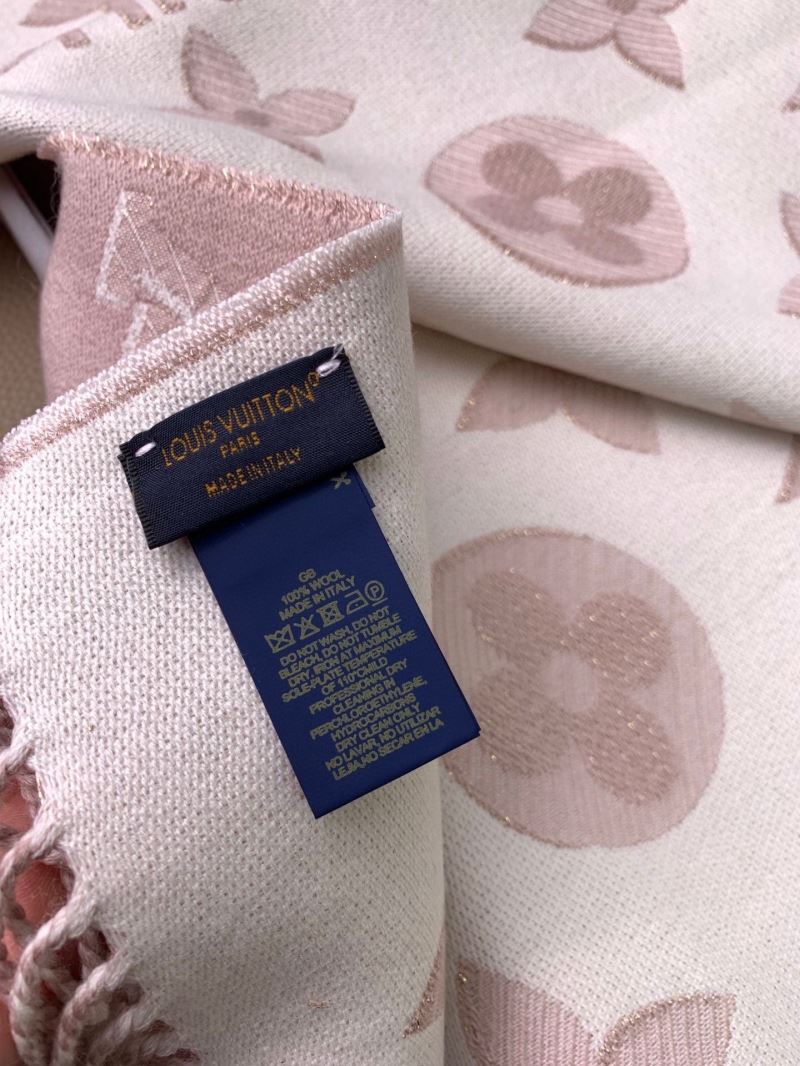 LOUIS VUITTON
PARIS
MADE IN ITALY
GB
100% WOOL
MADE IN ITALY
DO NOT WASH, DO NOT
BLEACH, DO NOT TUMBLE
DRY, IRON AT MAXIMUM
SOLE-PLATE TEMPERATURE
OF 110°CMILD
PROFESSIONAL DRY
CLEANING IN
PERCHLOROETHYLENE,
HYDROCARBONS
DRY CLEAN ONLY
NO LAVAR, NO UTILIZAR
LEJIA,NO SECAR EN LA